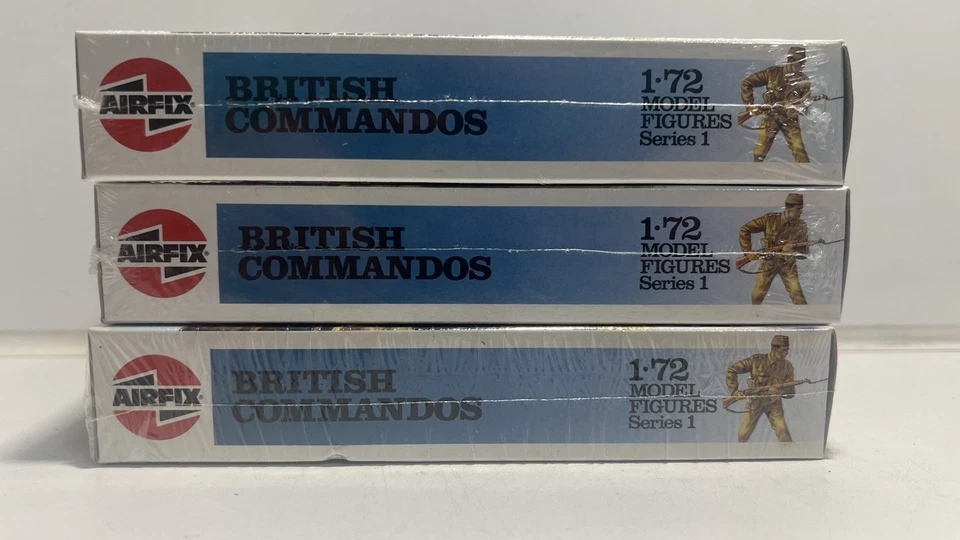 AIRFIX
BRITISH
COMMANDOS
1·72
MODEL
FIGURES
Series 1
AIRFIX
BRITISH
COMMANDOS
1·72
MODEL
FIGURES
Series 1
AIRFIX
BRITISH
COMMANDOS
1·72
MODEL
FIGURES
Series 1